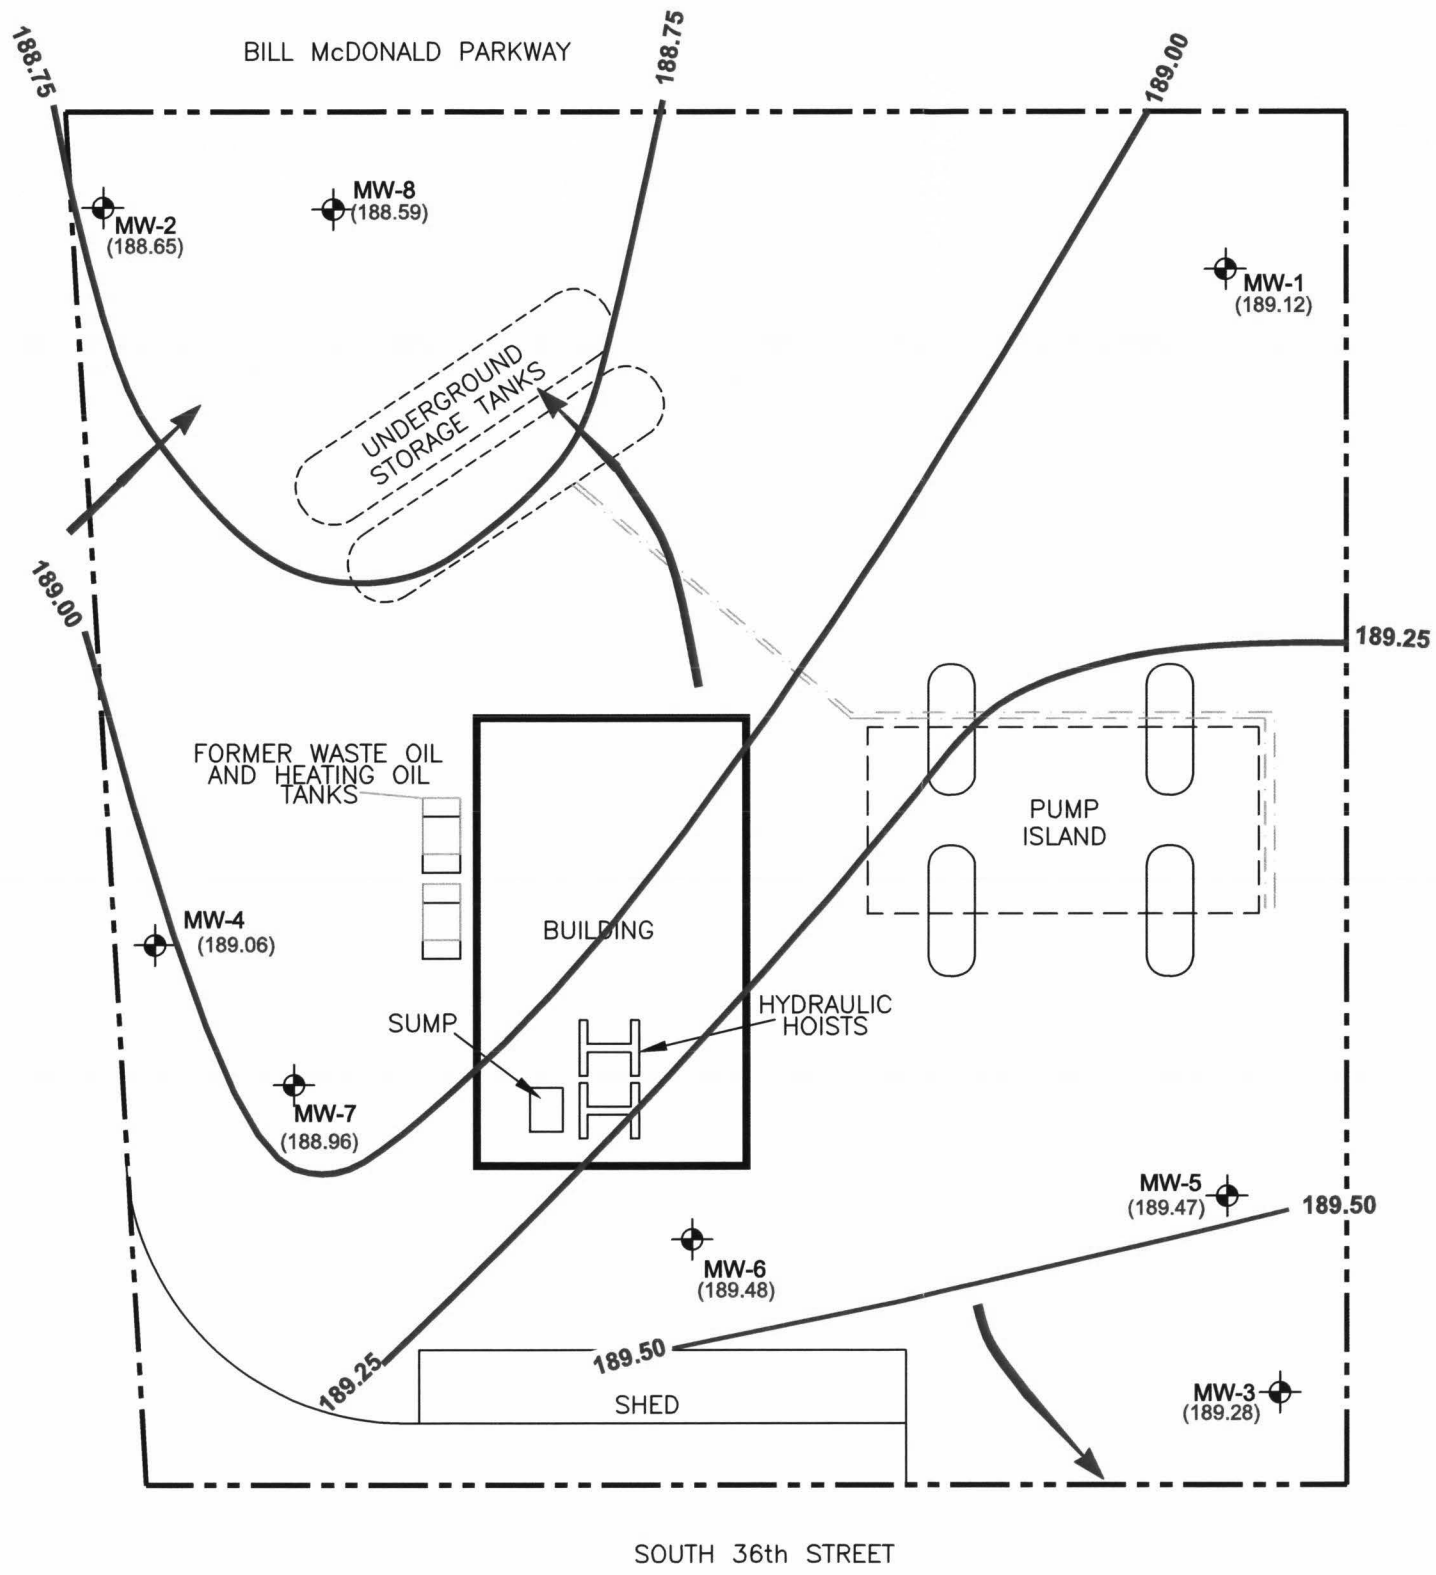 188.75
BILL McDONALD PARKWAY
188.75
189.00
MW-8
(188.59)
MW-2
(188.65)
MW-1
(189.12)
UNDERGROUND
STORAGE TANKS
189.00
189.25
FORMER WASTE OIL
AND HEATING OIL
TANKS
PUMP
ISLAND
MW-4
(189.06)
BUILDING
HYDRAULIC
HOISTS
SUMP
MW-7
(188.96)
MW-5
(189.47)
189.50
MW-6
(189.48)
189.50
189.25
SHED
MW-3
(189.28)
SOUTH 36th STREET